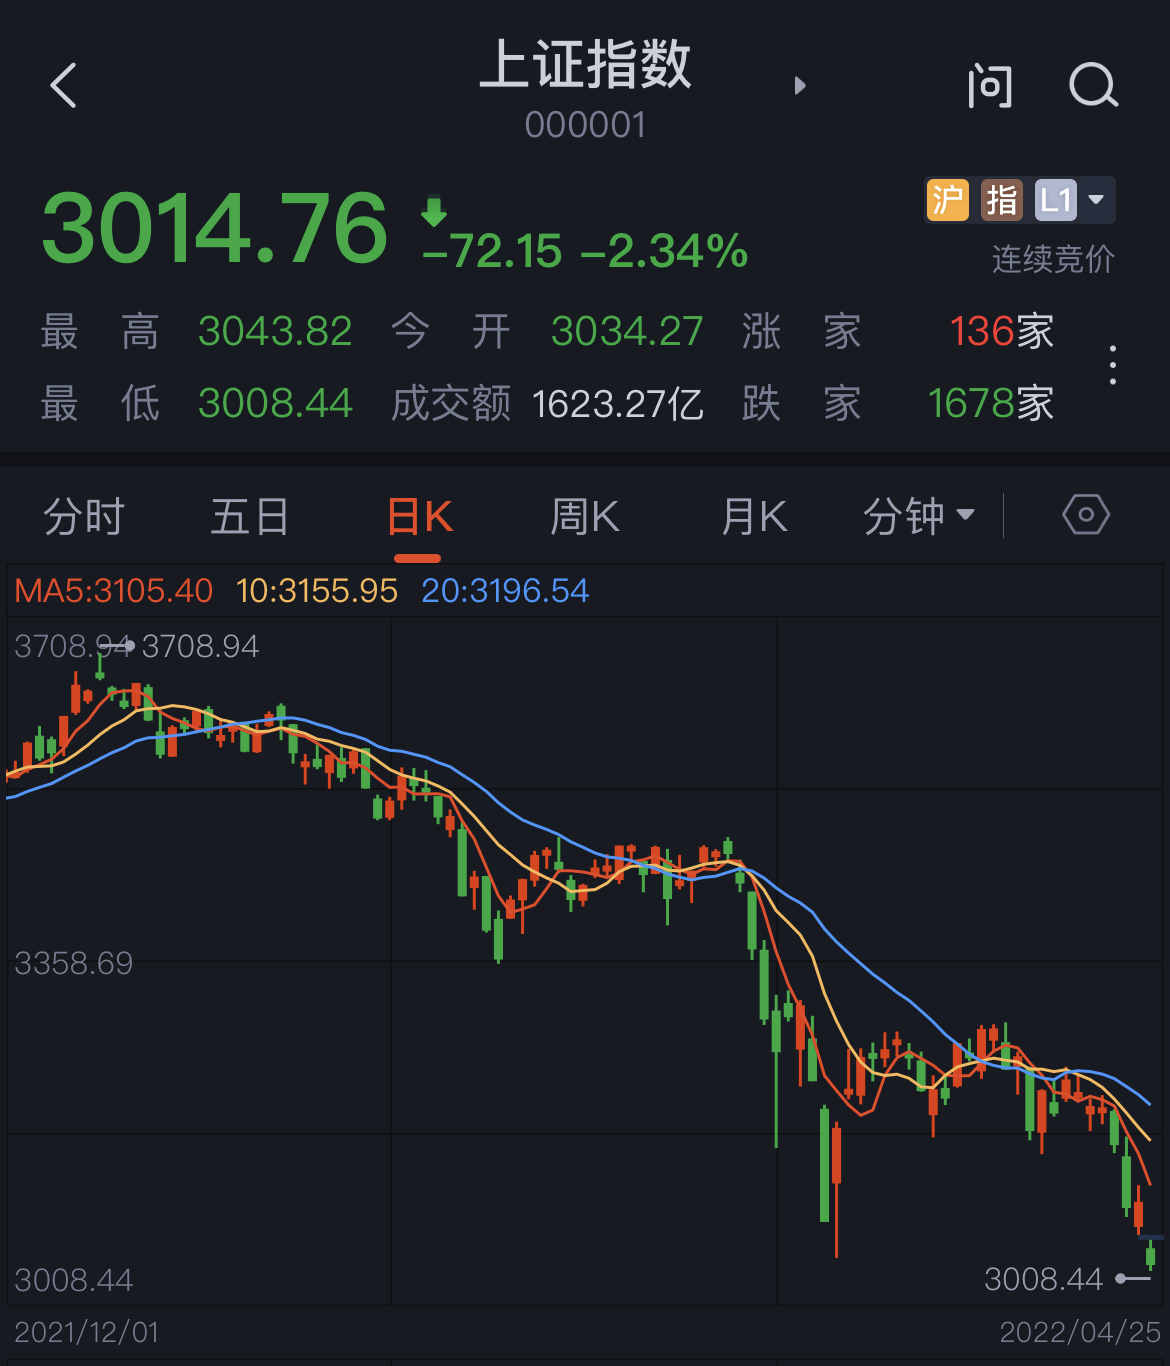 上证指数
问
000001
3014.76 -72.15 -2.34%
沪 指 L1
连续竞价
最高 3043.82 今开 3034.27 涨家 136家
最低 3008.44 成交额 1623.27亿 跌家 1678家
分时 五日 日K 周K 月K 分钟
MA5:3105.40 10:3155.95 20:3196.54
3708.94 3708.94
3358.69
3008.44 3008.44
2021/12/01 2022/04/25